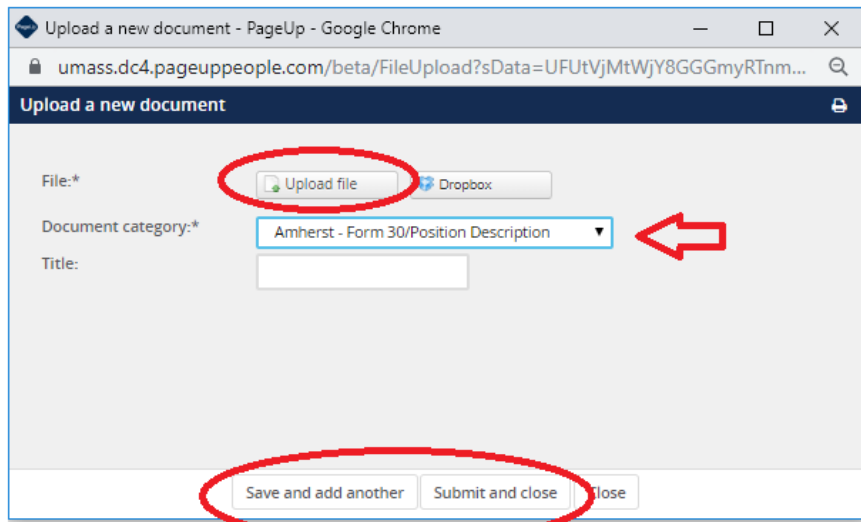 Upload a new document - PageUp - Google Chrome
umass.dc4.pageuppeople.com/beta/FileUpload?sData=UFUtVjMtWjY8GGGmyRTnm...
Upload a new document
File:* Upload file Dropbox
Document category:* Amherst - Form 30/Position Description
Title:
Save and add another Submit and close Close